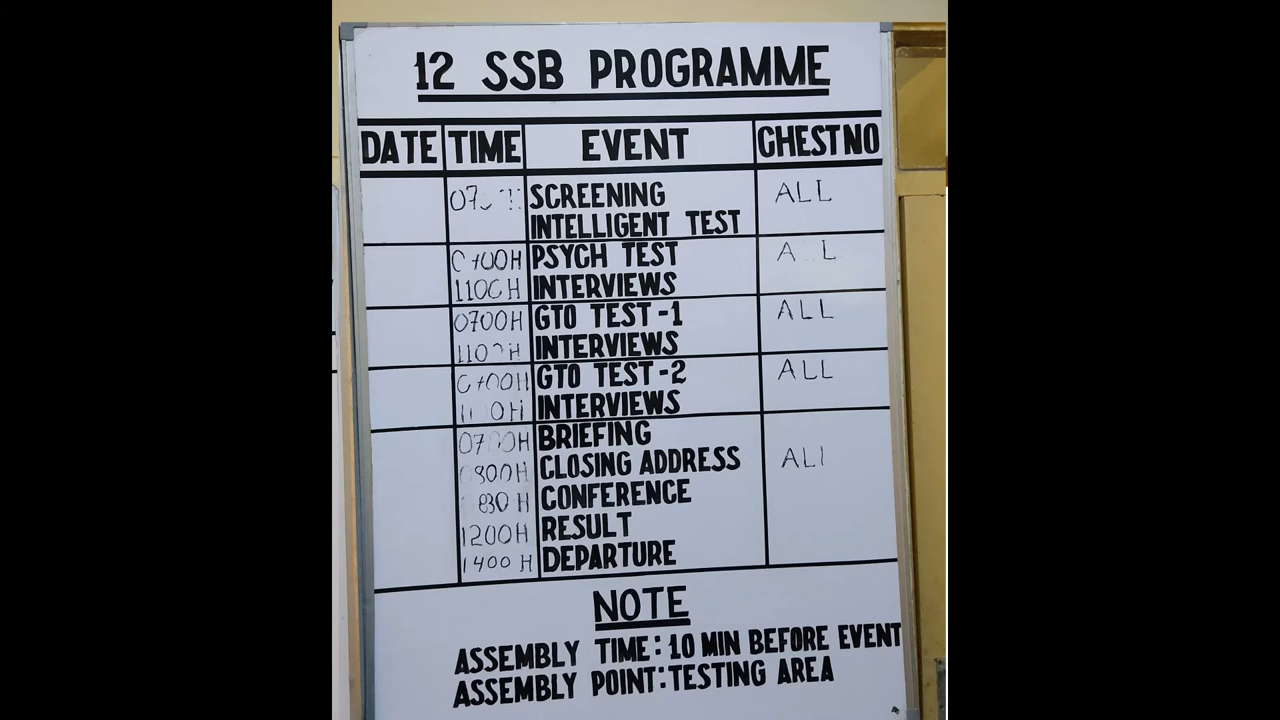 12 SSB PROGRAMME
DATE TIME EVENT CHEST NO
SCREENING ALL
INTELLIGENT TEST
PSYCH TEST
1100H INTERVIEWS
0700H GTO TEST-1 ALL
INTERVIEWS
GTO TEST-2 ALL
INTERVIEWS
BRIEFING
CLOSING ADDRESS
CONFERENCE
1200H RESULT
1400H DEPARTURE
NOTE
ASSEMBLY TIME: 10 MIN BEFORE EVENT
ASSEMBLY POINT: TESTING AREA